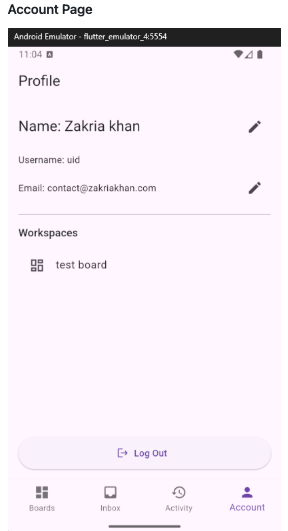 Account Page
Android Emulator - flutter_emulator_4:5554
11:04
Profile
Name: Zakria khan
Username: uid
Email: contact@zakriakhan.com
Workspaces
test board
Log Out
Boards
Inbox
Activity
Account